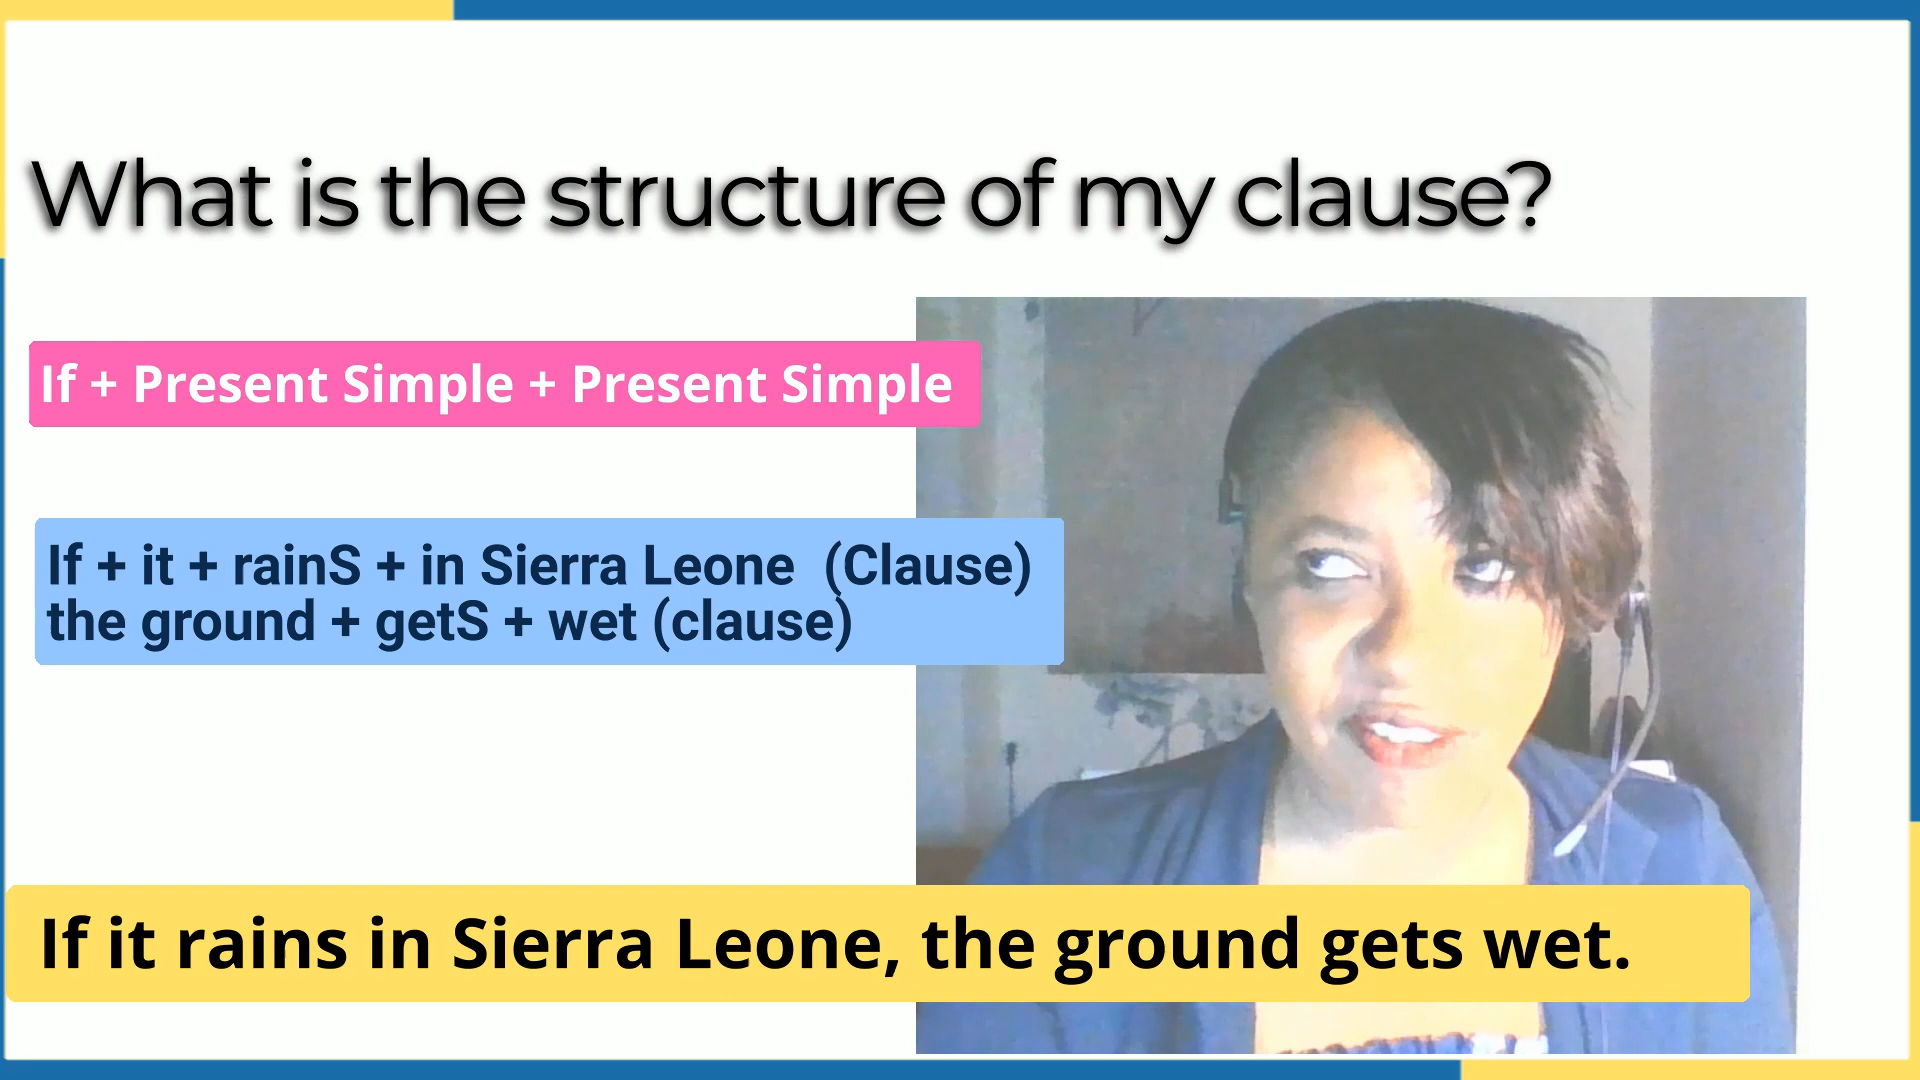 What is the structure of my clause?
If + Present Simple + Present Simple
If + it + rainS + in Sierra Leone (Clause)
the ground + getS + wet (clause)
If it rains in Sierra Leone, the ground gets wet.